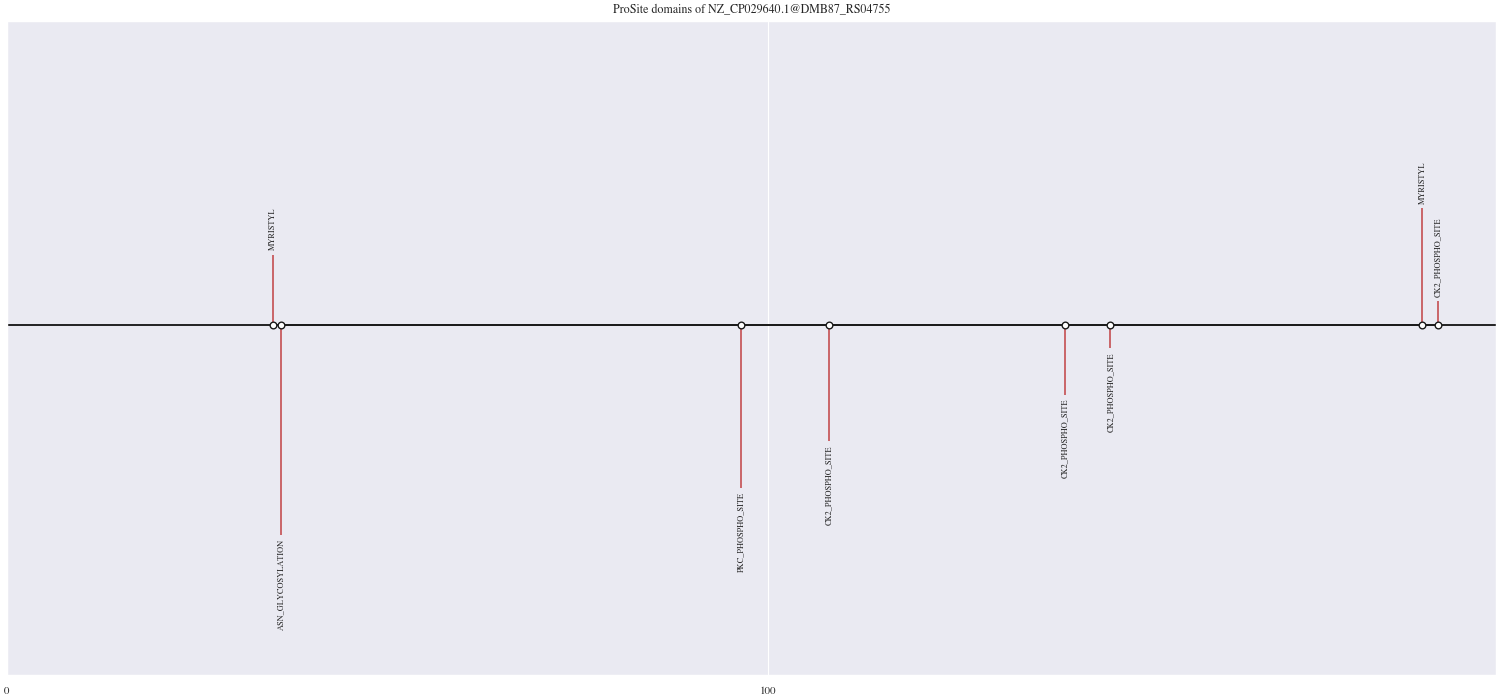 ProSite domains of NZ_CP029640.1@DMB87_RS04755
MYRISTYL
ASN_GLYCOSYLATION
PKC_PHOSPHO_SITE
CK2_PHOSPHO_SITE
CK2_PHOSPHO_SITE
CK2_PHOSPHO_SITE
MYRISTYL
CK2_PHOSPHO_SITE
0
100